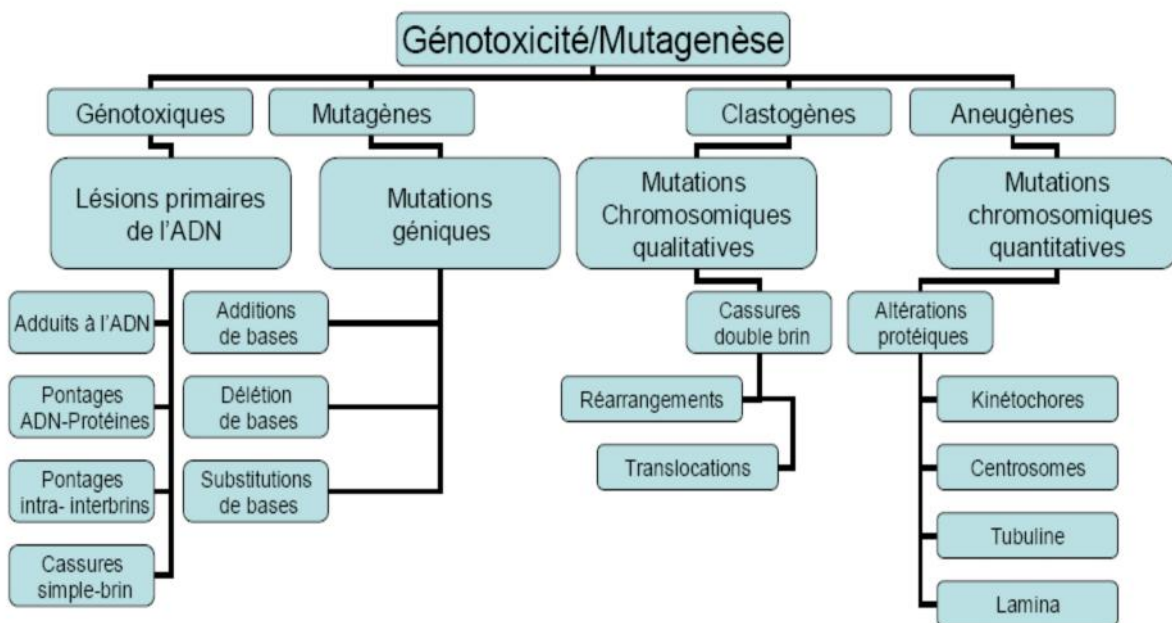 Génotoxicité/Mutagenèse
Génotoxiques
Mutagènes
Clastogènes
Aneugènes
Lésions primaires
de l'ADN
Mutations
géniques
Mutations
Chromosomiques
qualitatives
Mutations
chromosomiques
quantitatives
Adduits à l'ADN
Pontages
ADN-Protéines
Pontages
intra- interbrins
Cassures
simple-brin
Additions
de bases
Délétion
de bases
Substitutions
de bases
Cassures
double brin
Réarrangements
Translocations
Altérations
protéiques
Kinétochores
Centrosomes
Tubuline
Lamina